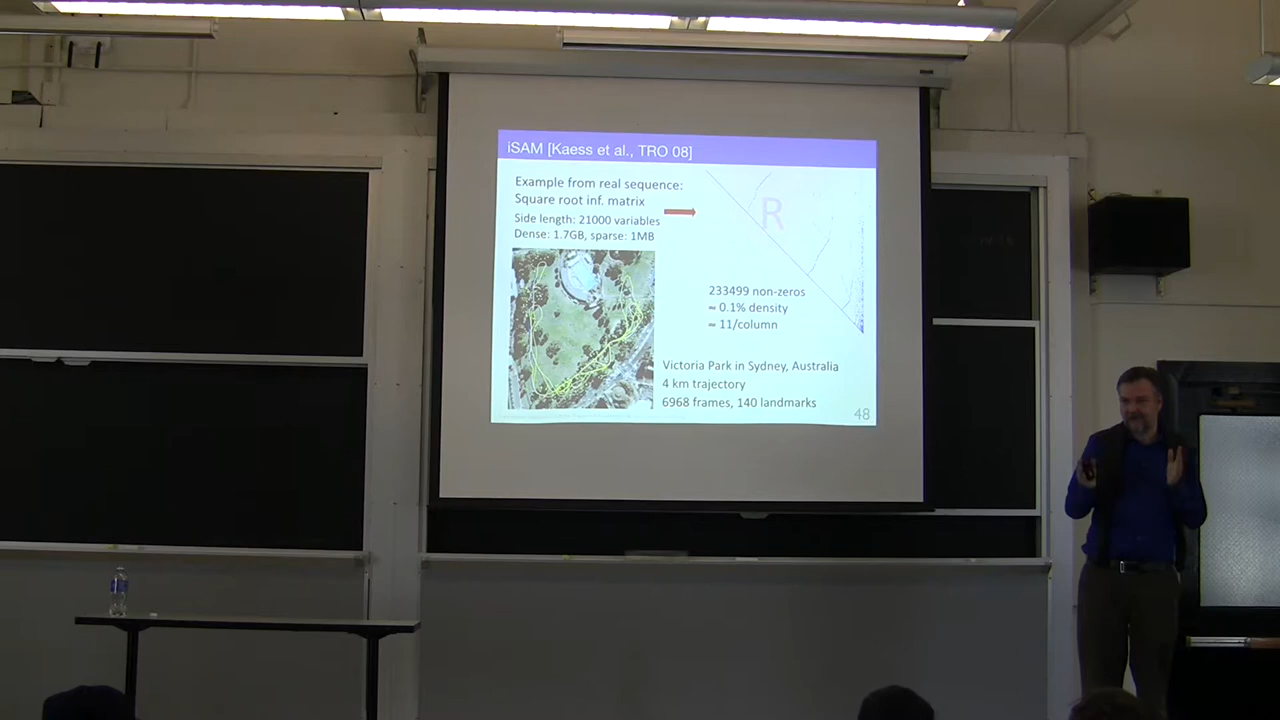 iSAM [Kaess et al., TRO 08]
Example from real sequence:
Square root inf. matrix
Side length: 21000 variables
Dense: 1.7GB, sparse: 1MB
R
233499 non-zeros
≈ 0.1% density
≈ 11/column
Victoria Park in Sydney, Australia
4 km trajectory
6968 frames, 140 landmarks
48